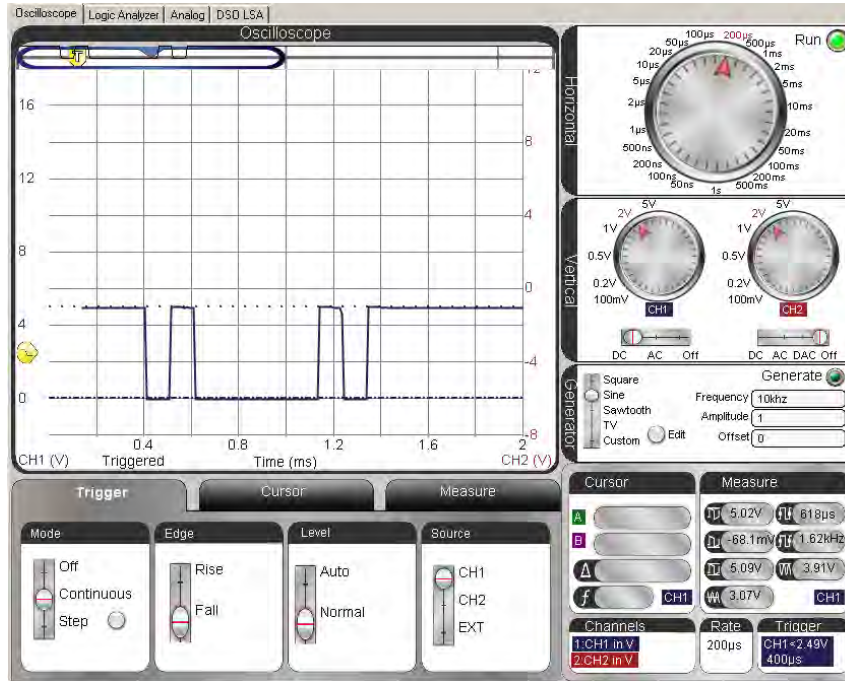 Oscilloscope Logic Analyzer Analog DSO LSA
Oscilloscope
T
16
12
8
4
0
12
8
4
0
-4
-8
0.4 0.8 1.2 1.6 2
CH1 (V) Triggered Time (ms) CH2 (V)
Horizontal
Run
1s
50ns
100ns
200ns
500ns
1µs
2µs
5µs
10µs
20µs
50µs
100µs
200µs
500µs
1ms
2ms
5ms
10ms
20ms
50ms
100ms
200ms
500ms
Vertical
5V
2V
1V
0.5V
0.2V
100mV
CH1
DC AC Off
5V
2V
1V
0.5V
0.2V
100mV
CH2
DC AC DAC Off
Generator
Square
Sine
Sawtooth
TV
Custom
Edit
Generate
Frequency 10khz
Amplitude 1
Offset 0
Trigger
Cursor
Measure
Mode
Off
Continuous
Step
Edge
Rise
Fall
Level
Auto
Normal
Source
CH1
CH2
EXT
Cursor
A
B
Δ
f
CH1
Measure
5.02V 618µs
-68.1mV 1.62kHz
5.09V 3.91V
3.07V CH1
Channels
1:CH1 in V
2:CH2 in V
Rate
200µs
Trigger
CH1<2.49V
400µs